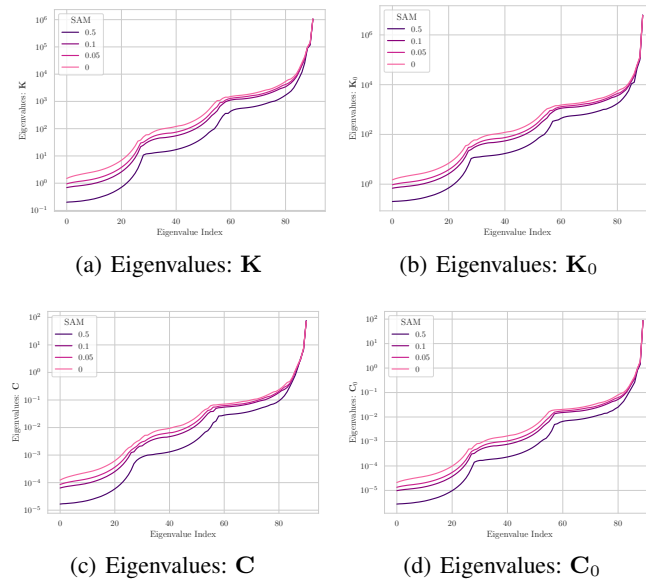 SAM
0.5
0.1
0.05
0
10^6
10^5
10^4
10^3
10^2
10^1
10^0
10^{-1}
Eigenvalues: K
0 20 40 60 80
Eigenvalue Index
(a) Eigenvalues: K
SAM
0.5
0.1
0.05
0
10^6
10^4
10^2
10^0
Eigenvalues: K_0
0 20 40 60 80
Eigenvalue Index
(b) Eigenvalues: K_0
SAM
0.5
0.1
0.05
0
10^2
10^1
10^0
10^{-1}
10^{-2}
10^{-3}
10^{-4}
10^{-5}
Eigenvalues: C
0 20 40 60 80
Eigenvalue Index
(c) Eigenvalues: C
SAM
0.5
0.1
0.05
0
10^2
10^1
10^0
10^{-1}
10^{-2}
10^{-3}
10^{-4}
10^{-5}
Eigenvalues: C_0
0 20 40 60 80
Eigenvalue Index
(d) Eigenvalues: C_0